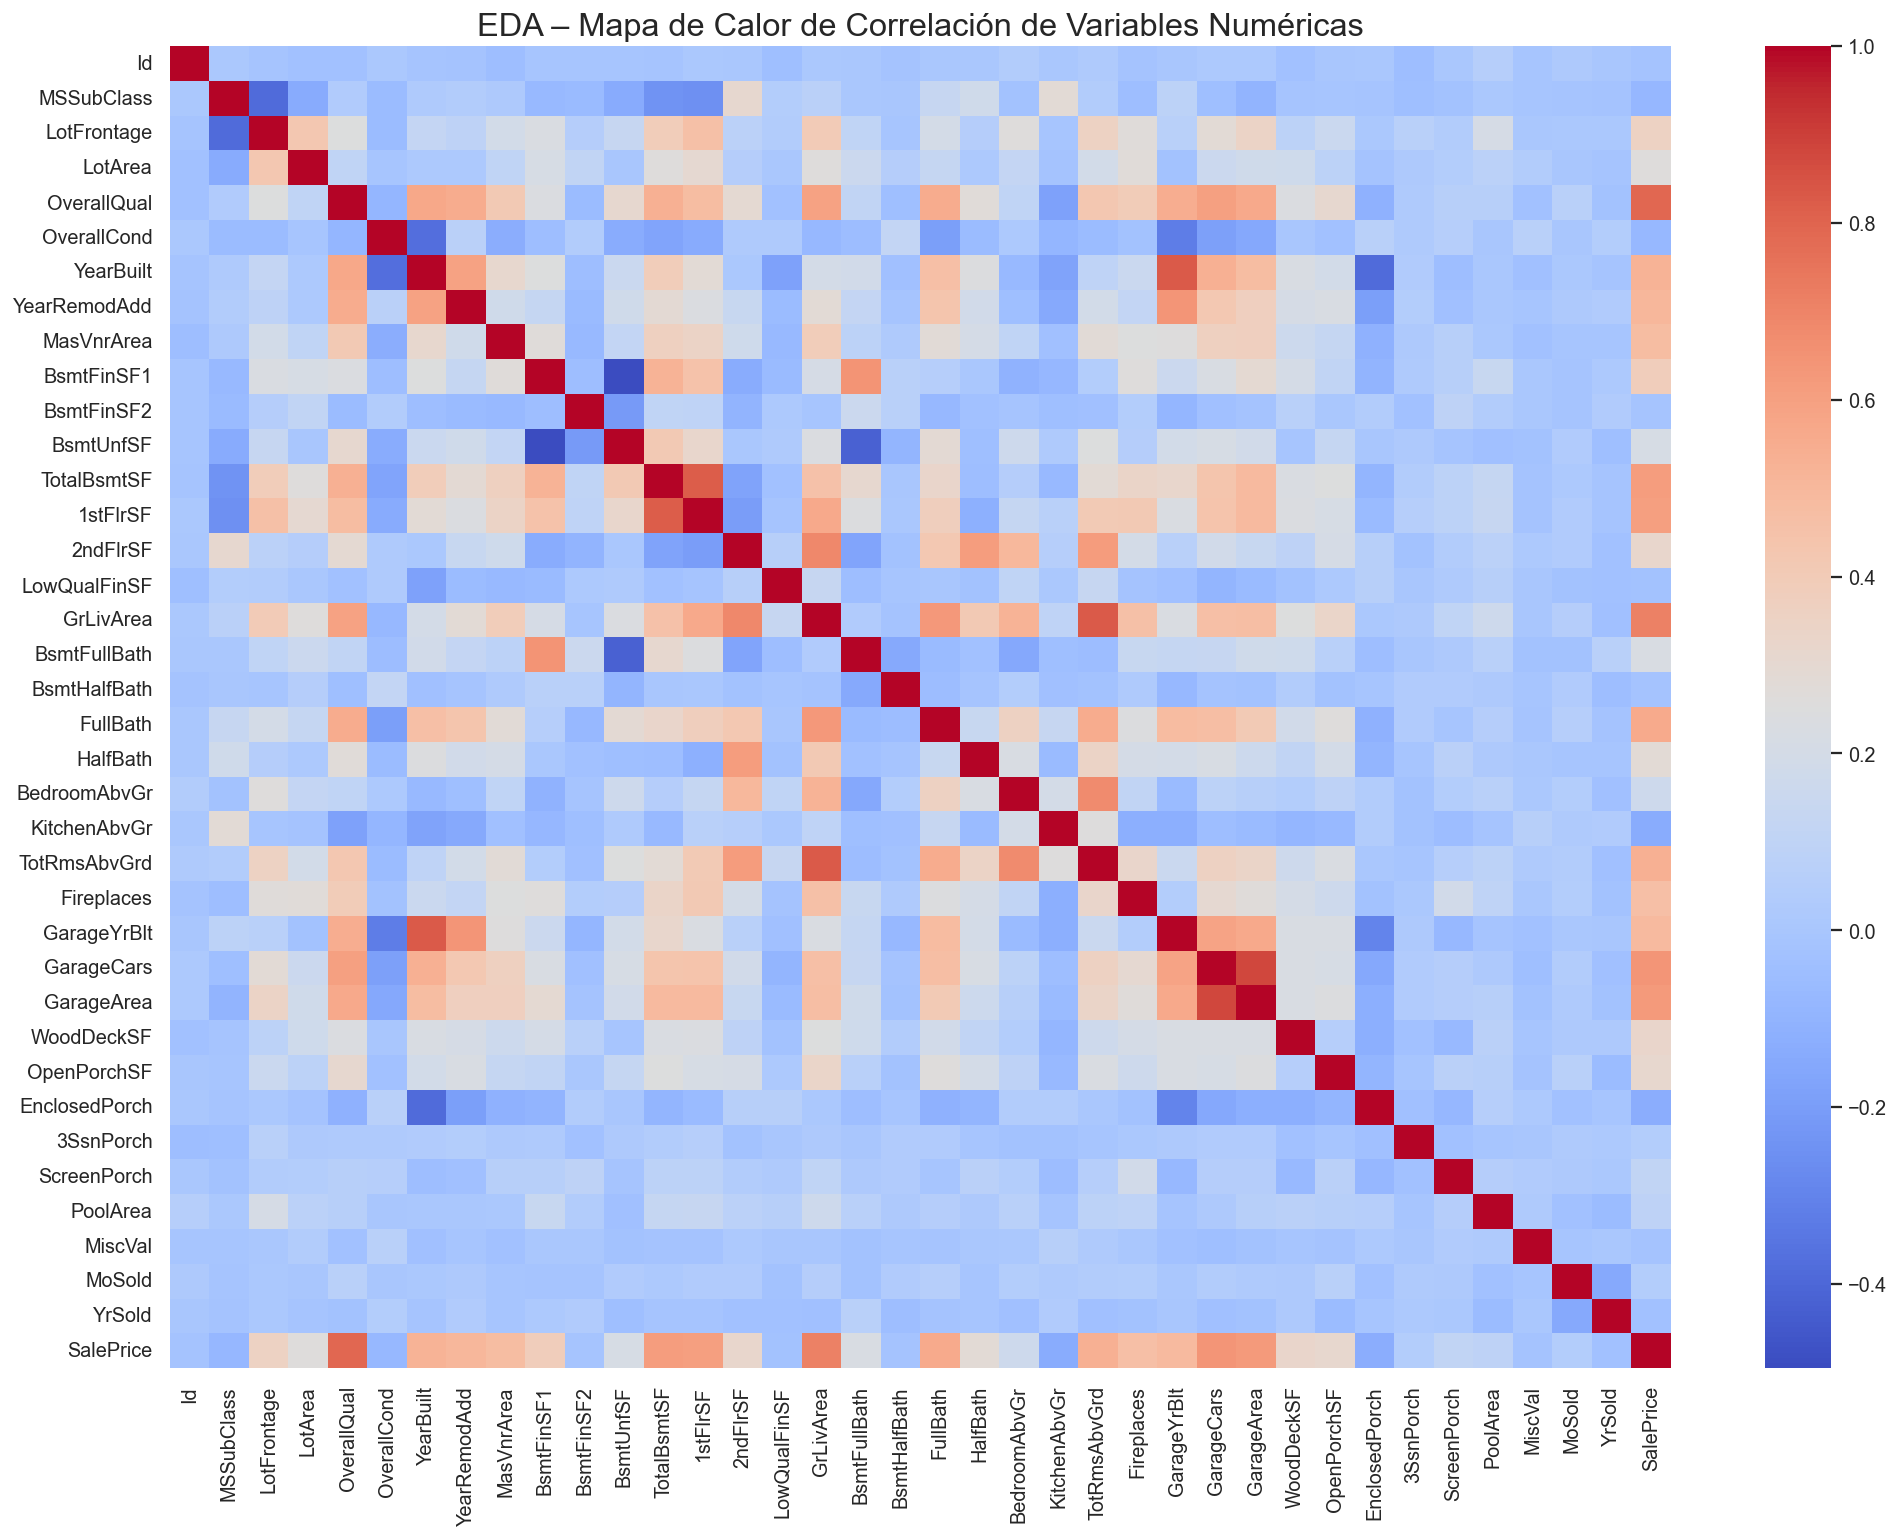 EDA – Mapa de Calor de Correlación de Variables Numéricas
Id
MSSubClass
LotFrontage
LotArea
OverallQual
OverallCond
YearBuilt
YearRemodAdd
MasVnrArea
BsmtFinSF1
BsmtFinSF2
BsmtUnfSF
TotalBsmtSF
1stFlrSF
2ndFlrSF
LowQualFinSF
GrLivArea
BsmtFullBath
BsmtHalfBath
FullBath
HalfBath
BedroomAbvGr
KitchenAbvGr
TotRmsAbvGrd
Fireplaces
GarageYrBlt
GarageCars
GarageArea
WoodDeckSF
OpenPorchSF
EnclosedPorch
3SsnPorch
ScreenPorch
PoolArea
MiscVal
MoSold
YrSold
SalePrice
Id
MSSubClass
LotFrontage
LotArea
OverallQual
OverallCond
YearBuilt
YearRemodAdd
MasVnrArea
BsmtFinSF1
BsmtFinSF2
BsmtUnfSF
TotalBsmtSF
1stFlrSF
2ndFlrSF
LowQualFinSF
GrLivArea
BsmtFullBath
BsmtHalfBath
FullBath
HalfBath
BedroomAbvGr
KitchenAbvGr
TotRmsAbvGrd
Fireplaces
GarageYrBlt
GarageCars
GarageArea
WoodDeckSF
OpenPorchSF
EnclosedPorch
3SsnPorch
ScreenPorch
PoolArea
MiscVal
MoSold
YrSold
SalePrice
1.0
0.8
0.6
0.4
0.2
0.0
−0.2
−0.4